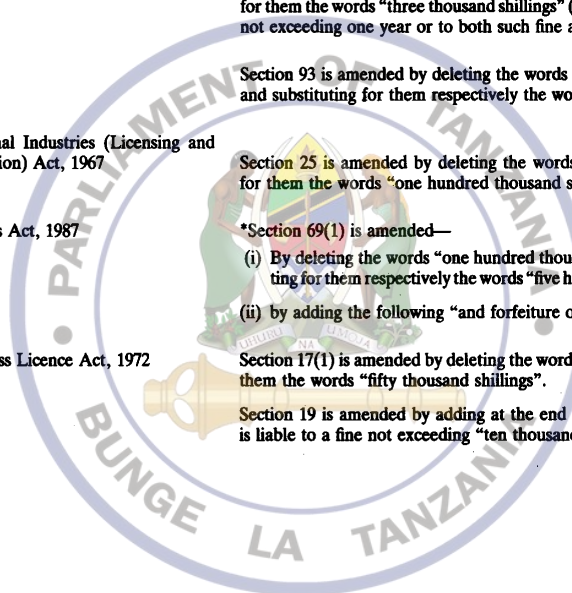 for them the words “three thousand shillings” (
not exceeding one year or to both such fine a
Section 93 is amended by deleting the words
and substituting for them respectively the wo
al Industries (Licensing and
ion) Act, 1967
Section 25 is amended by deleting the words
for them the words “one hundred thousand s
s Act, 1987
*Section 69(1) is amended—
(i) By deleting the words “one hundred thou
ting for them respectively the words “five h
(ii) by adding the following “and forfeiture o
ss Licence Act, 1972
Section 17(1) is amended by deleting the word
them the words “fifty thousand shillings”.
Section 19 is amended by adding at the end
is liable to a fine not exceeding “ten thousand
PARLIAMENT OF TANZANIA
UHURU NA UMOJA
BUNGE LA TANZANIA